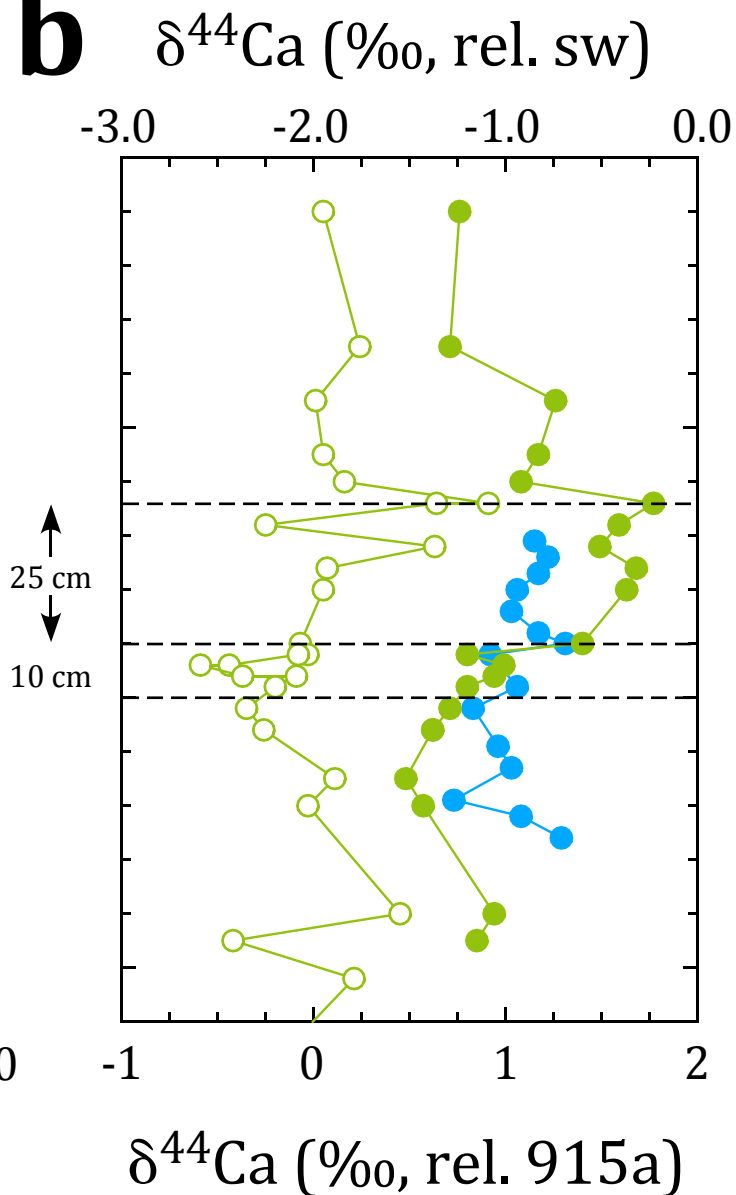 b δ⁴⁴Ca (‰, rel. sw)
-3.0 -2.0 -1.0 0.0
25 cm
10 cm
0 -1 0 1 2
δ⁴⁴Ca (‰, rel. 915a)